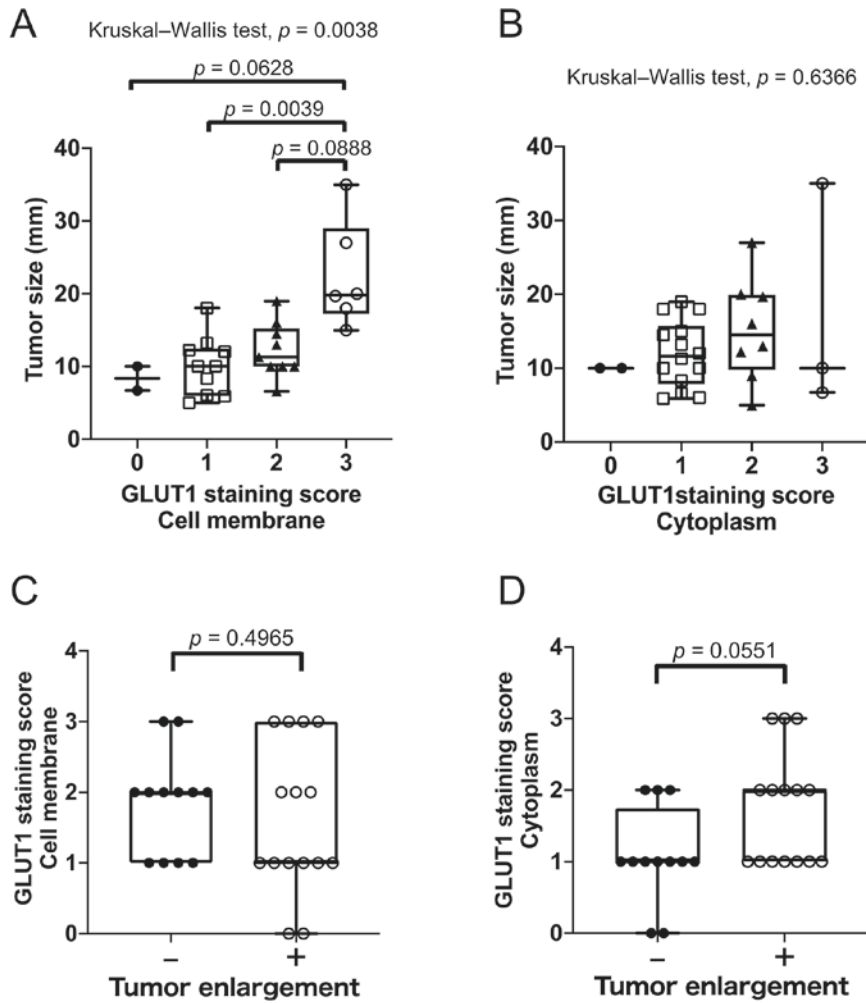 A
Kruskal–Wallis test, p = 0.0038
p = 0.0628
p = 0.0039
p = 0.0888
40
30
20
10
0
Tumor size (mm)
0 1 2 3
GLUT1 staining score
Cell membrane
B
Kruskal–Wallis test, p = 0.6366
40
30
20
10
0
Tumor size (mm)
0 1 2 3
GLUT1staining score
Cytoplasm
C
p = 0.4965
4
3
2
1
0
GLUT1 staining score
Cell membrane
– +
Tumor enlargement
D
p = 0.0551
4
3
2
1
0
GLUT1 staining score
Cytoplasm
– +
Tumor enlargement